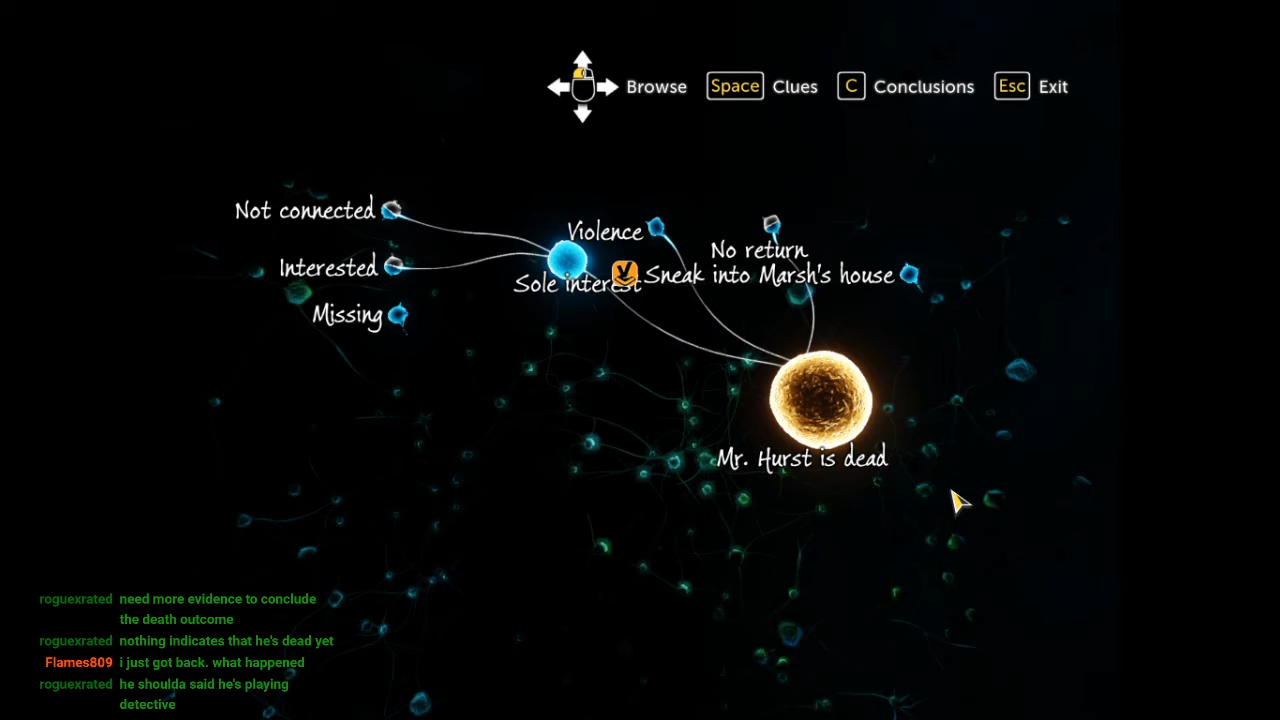 Browse Space Clues C Conclusions Esc Exit
Not connected
Violence
No return
Interested
Sneak into Marsh's house
Sole interest
Missing
Mr. Hurst is dead
roguexrated need more evidence to conclude
the death outcome
roguexrated nothing indicates that he's dead yet
Flames809 i just got back. what happened
roguexrated he shoulda said he's playing
detective